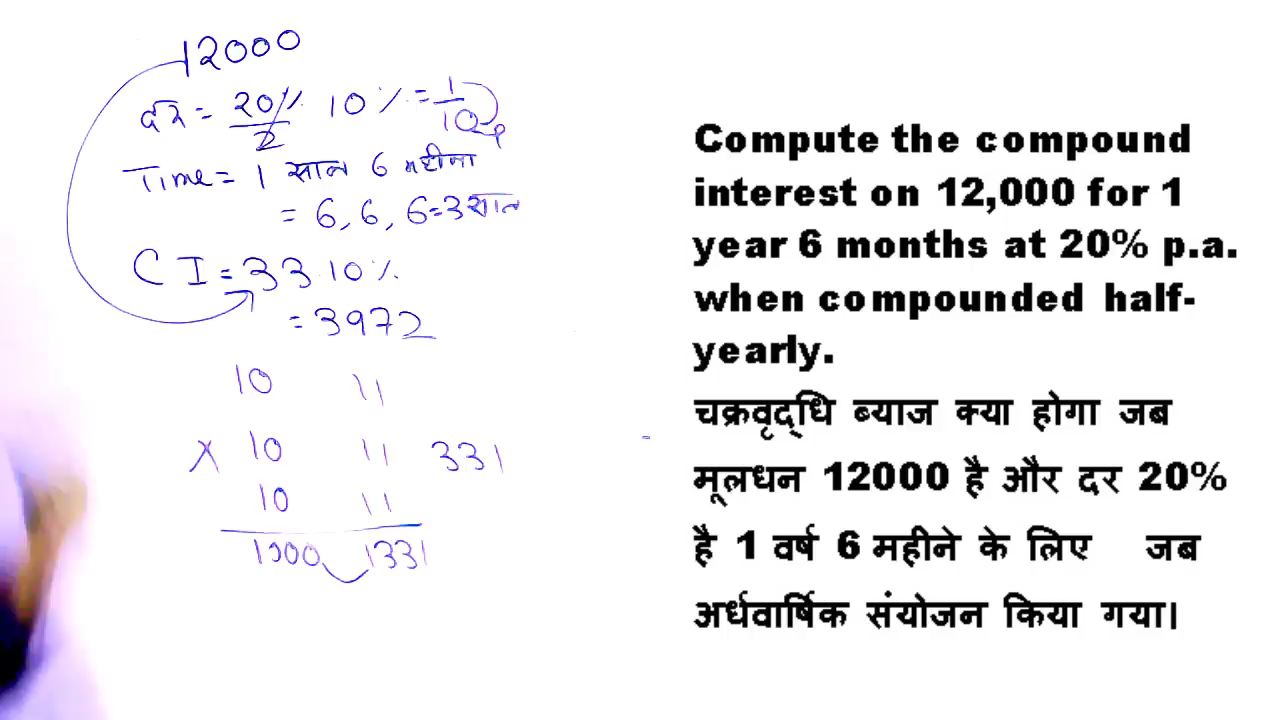 12000
दर = 20% 10% = 1
2 10
Time = 1 साल 6 महीना
= 6, 6, 6 = 3 साल
CI = 33.10%
= 3972
10 11
X 10 11 331
10 11
1000 1331
Compute the compound
interest on 12,000 for 1
year 6 months at 20% p.a.
when compounded half-
yearly.
चक्रवृद्धि ब्याज क्या होगा जब
मूलधन 12000 है और दर 20%
है 1 वर्ष 6 महीने के लिए जब
अर्धवार्षिक संयोजन किया गया।